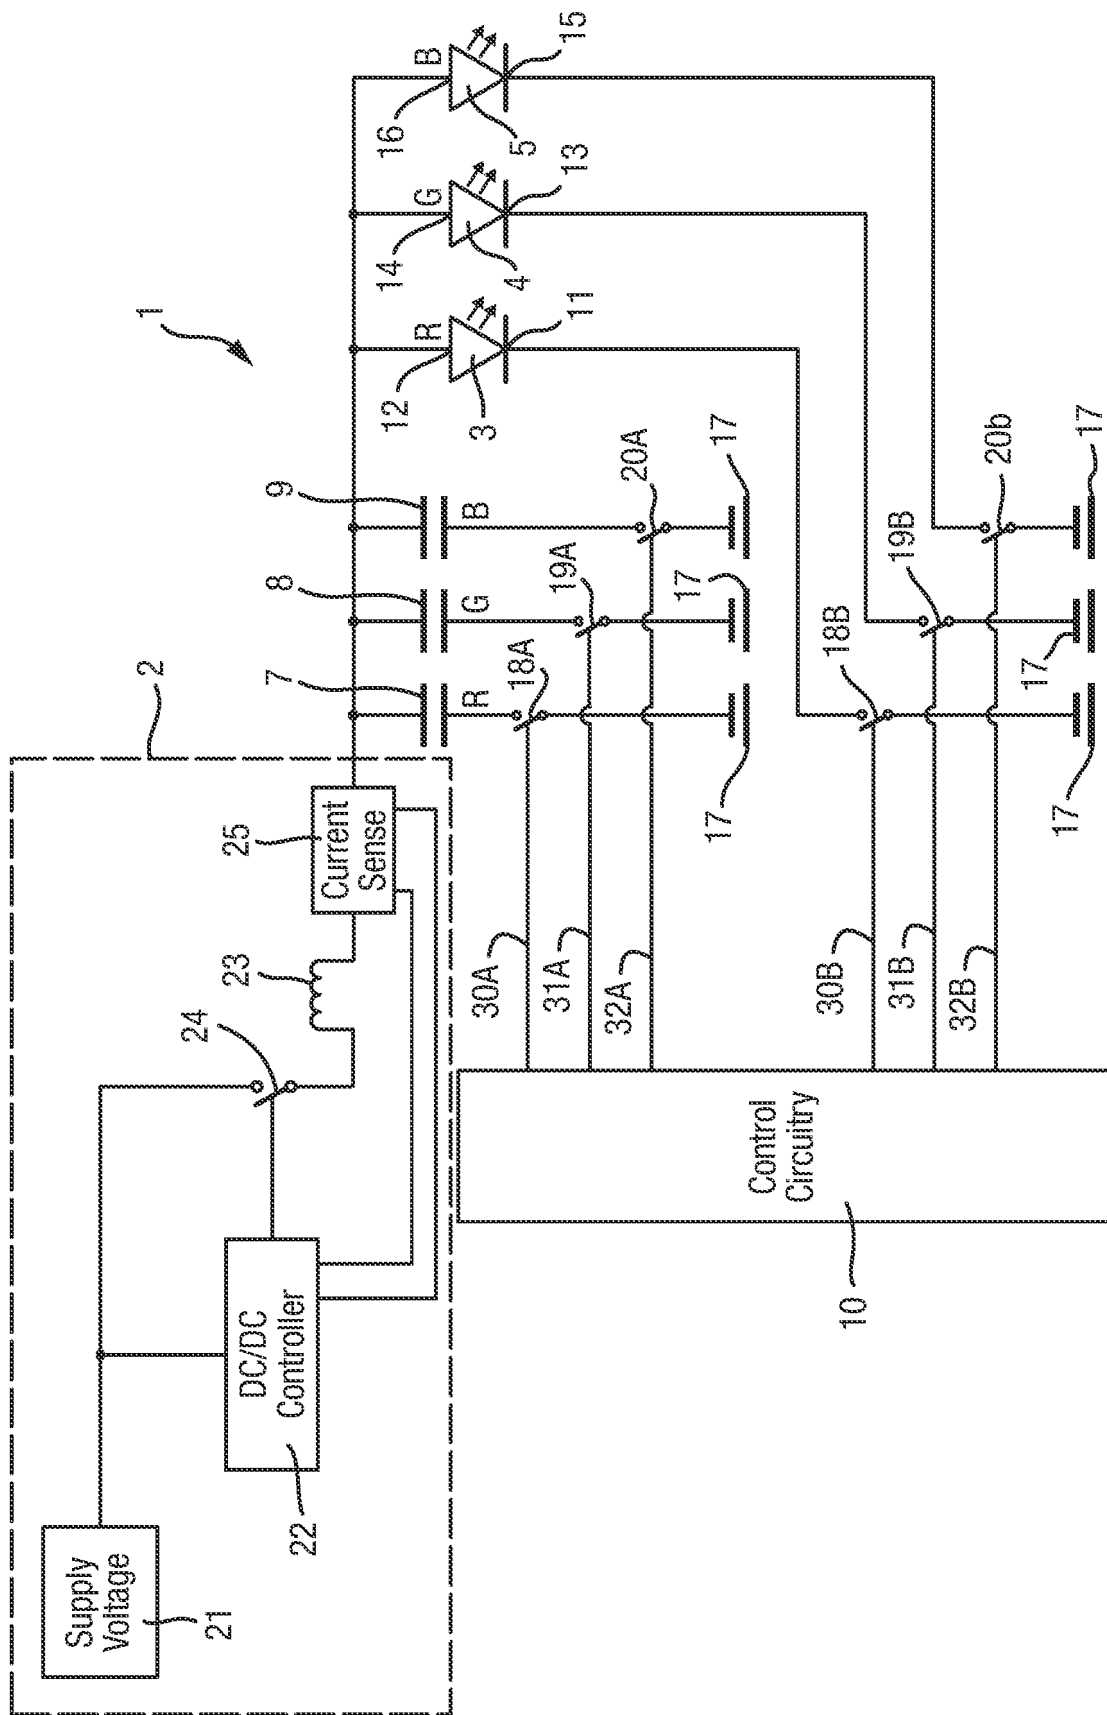 1
2
Supply
Voltage
21
DC/DC
Controller
22
24
23
Current
Sense
25
7
8
9
R
G
B
12
R
3
11
14
G
4
13
16
B
5
15
18A
19A
20A
17
17
17
30A
31A
32A
18B
19B
20b
17
17
17
30B
31B
32B
Control
Circuitry
10